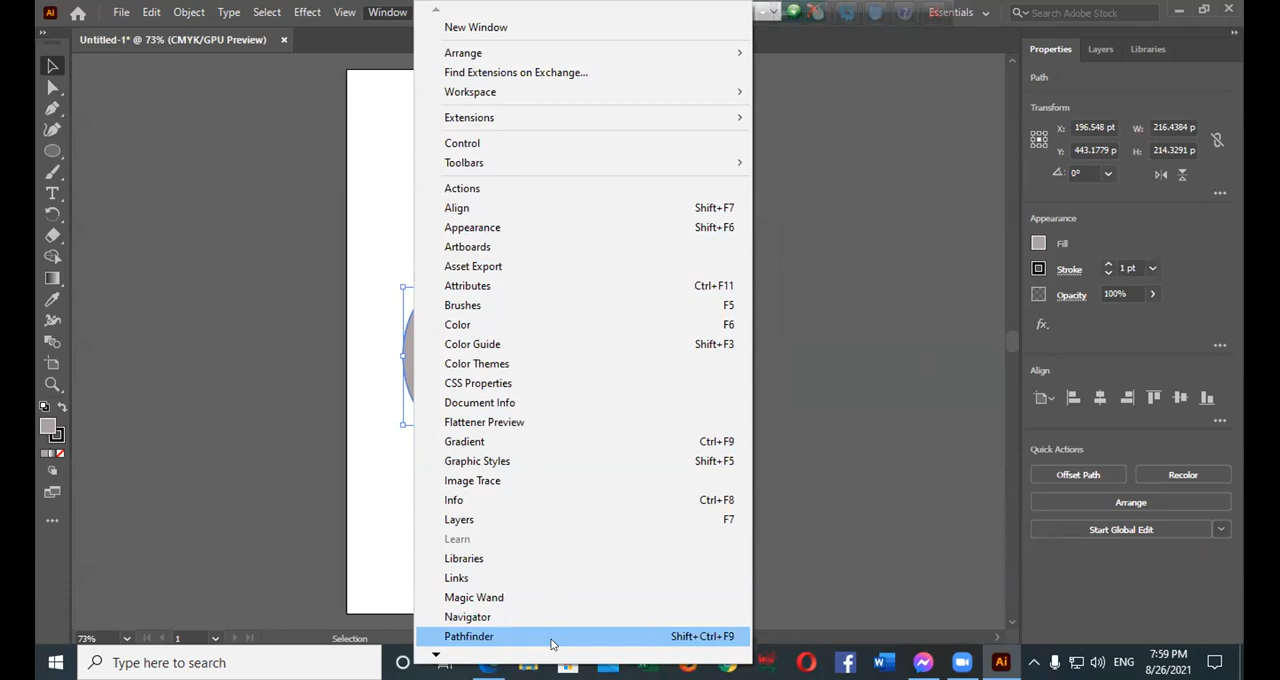 Ai File Edit Object Type Select Effect View Window Essentials Search Adobe Stock
Untitled-1* @ 73% (CMYK/GPU Preview) ×
New Window
Arrange
Find Extensions on Exchange...
Workspace
Extensions
Control
Toolbars
Actions
Align Shift+F7
Appearance Shift+F6
Artboards
Asset Export
Attributes Ctrl+F11
Brushes F5
Color F6
Color Guide Shift+F3
Color Themes
CSS Properties
Document Info
Flattener Preview
Gradient Ctrl+F9
Graphic Styles Shift+F5
Image Trace
Info Ctrl+F8
Layers F7
Learn
Libraries
Links
Magic Wand
Navigator
Pathfinder Shift+Ctrl+F9
Properties Layers Libraries
Path
Transform
X: 196.548 pt W: 216.4384 p
Y: 443.1779 p H: 214.3291 p
0°
Appearance
Fill
Stroke 1 pt
Opacity 100%
fx.
Align
Quick Actions
Offset Path Recolor
Arrange
Start Global Edit
73% 1 Selection
Type here to search
Ai ENG 7:59 PM
8/26/2021